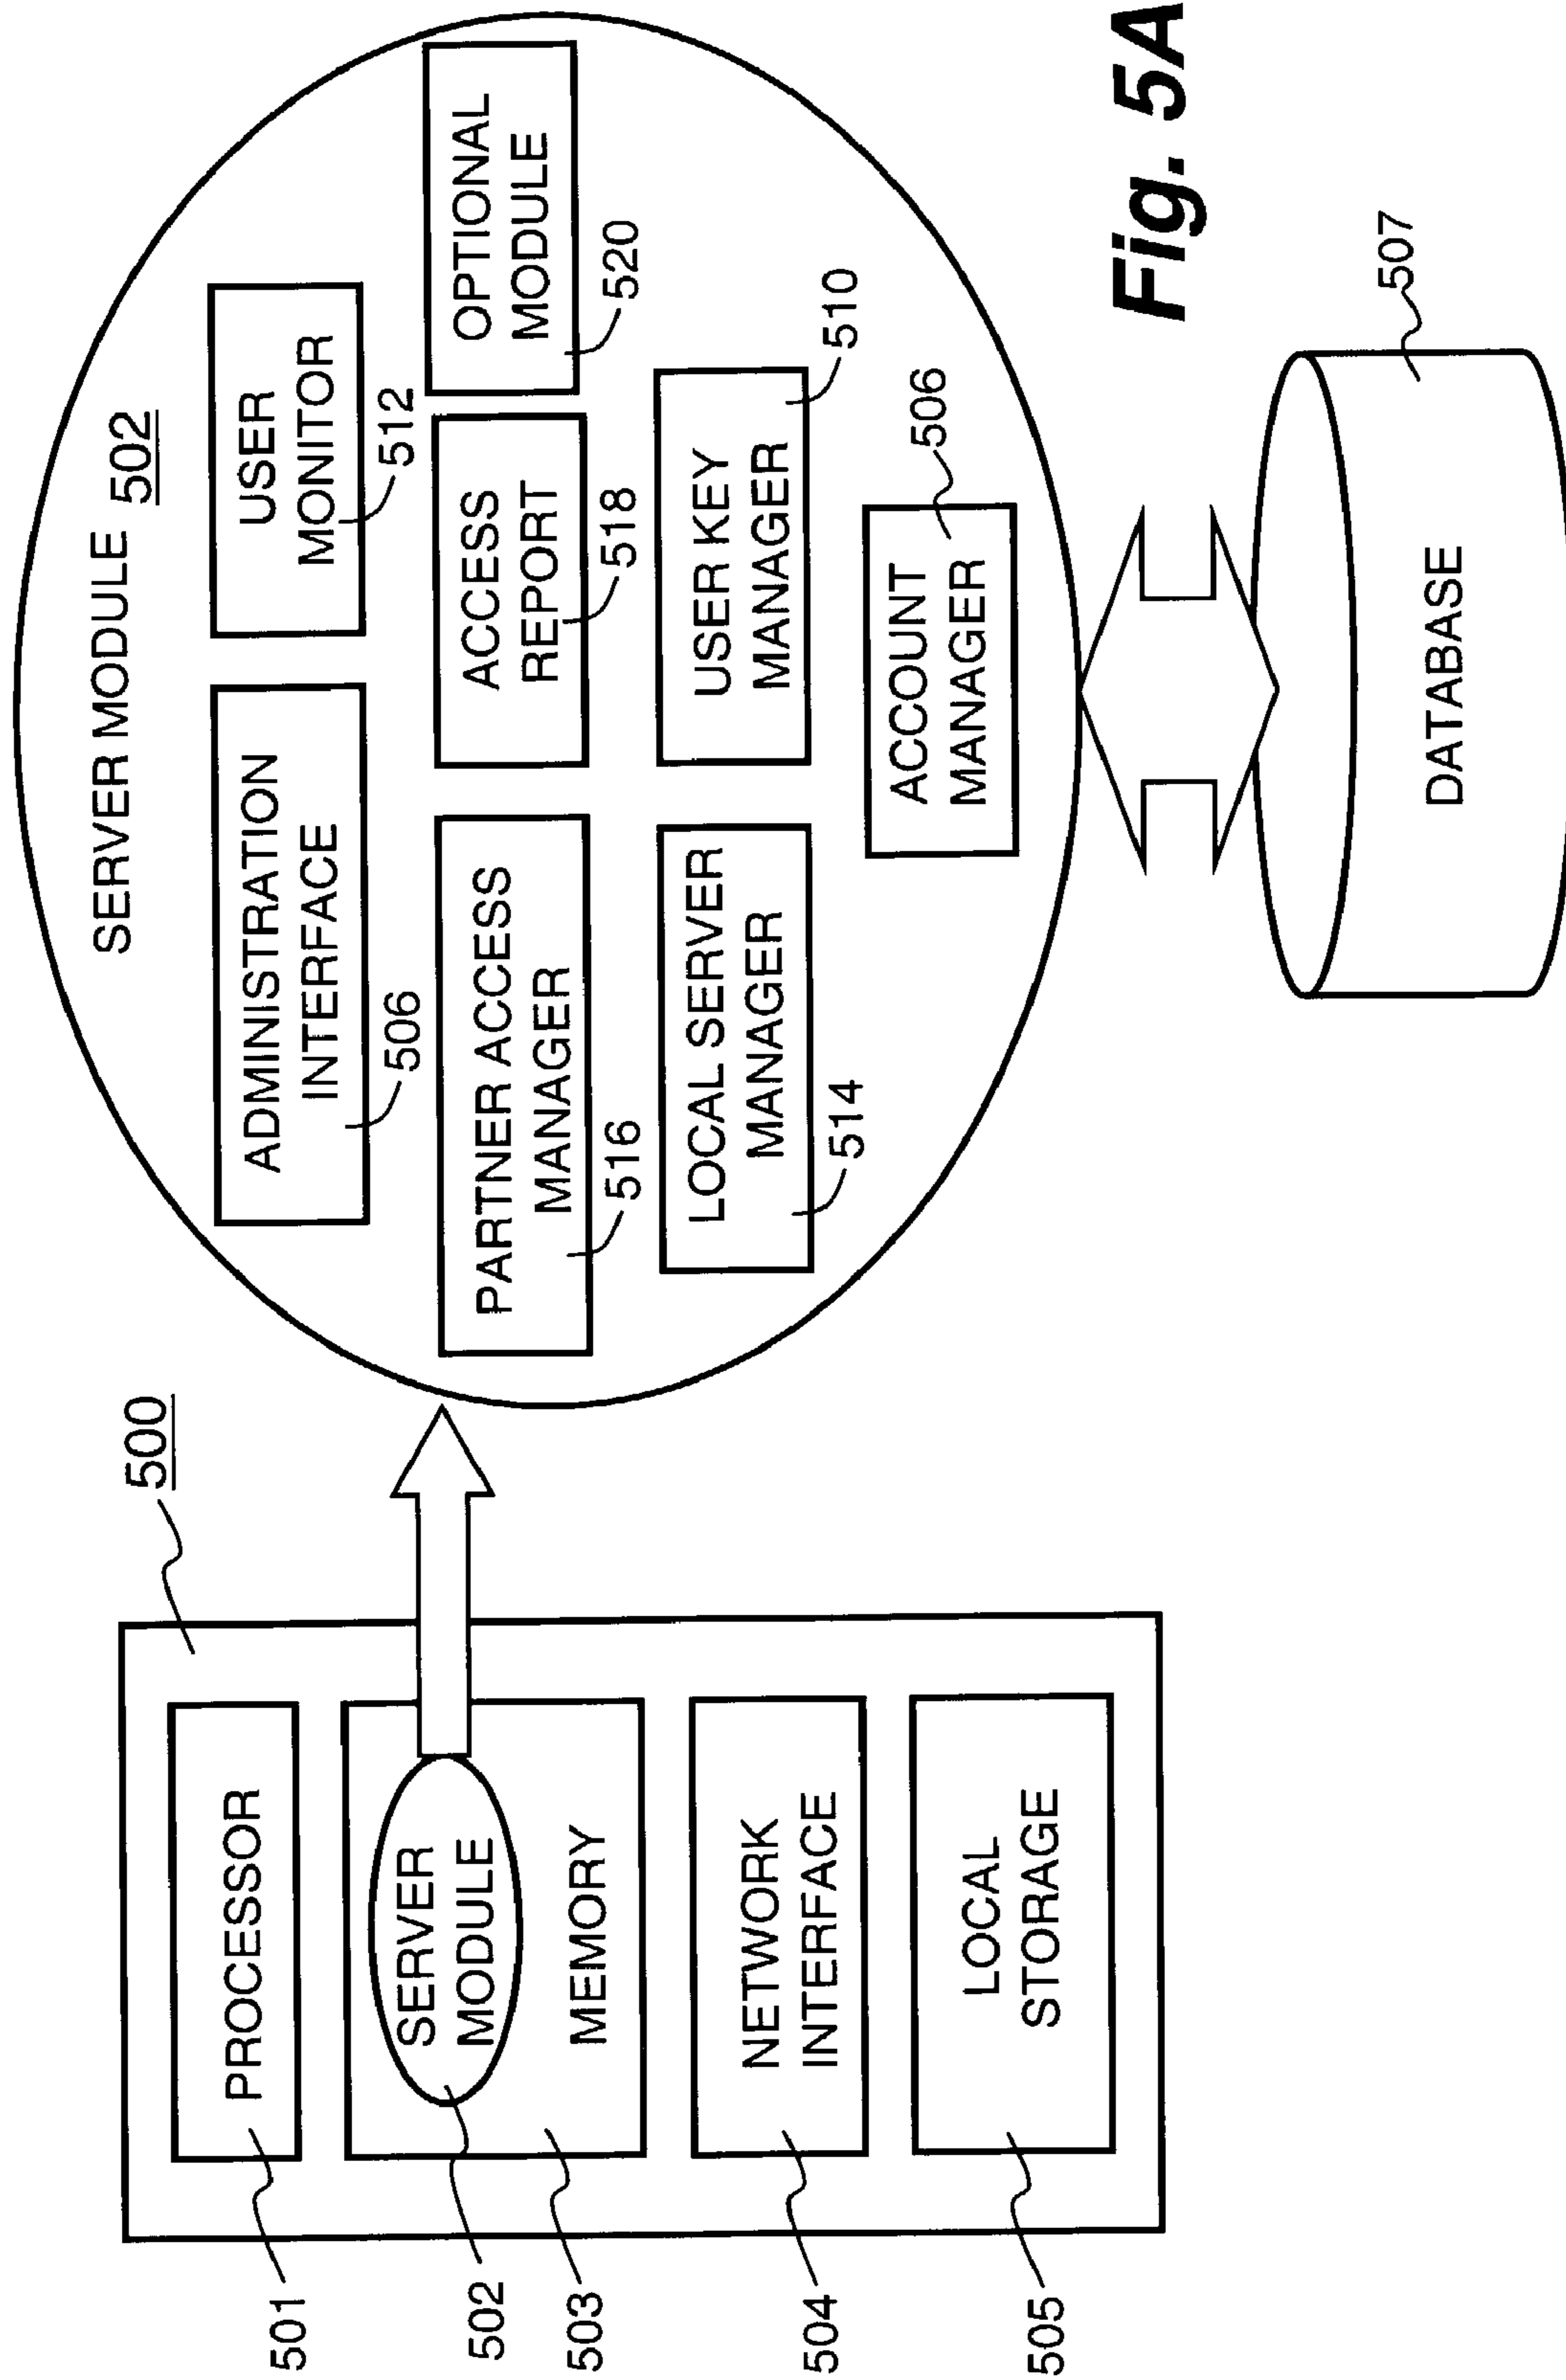 500
PROCESSOR
501
SERVER
MODULE
502
MEMORY
503
NETWORK
INTERFACE
504
LOCAL
STORAGE
505
SERVER MODULE 502
ADMINISTRATION
INTERFACE
506
USER
MONITOR
512
PARTNER ACCESS
MANAGER
516
ACCESS
REPORT
518
OPTIONAL
MODULE
520
LOCAL SERVER
MANAGER
514
USER KEY
MANAGER
510
ACCOUNT
MANAGER
506
DATABASE
507
Fig. 5A